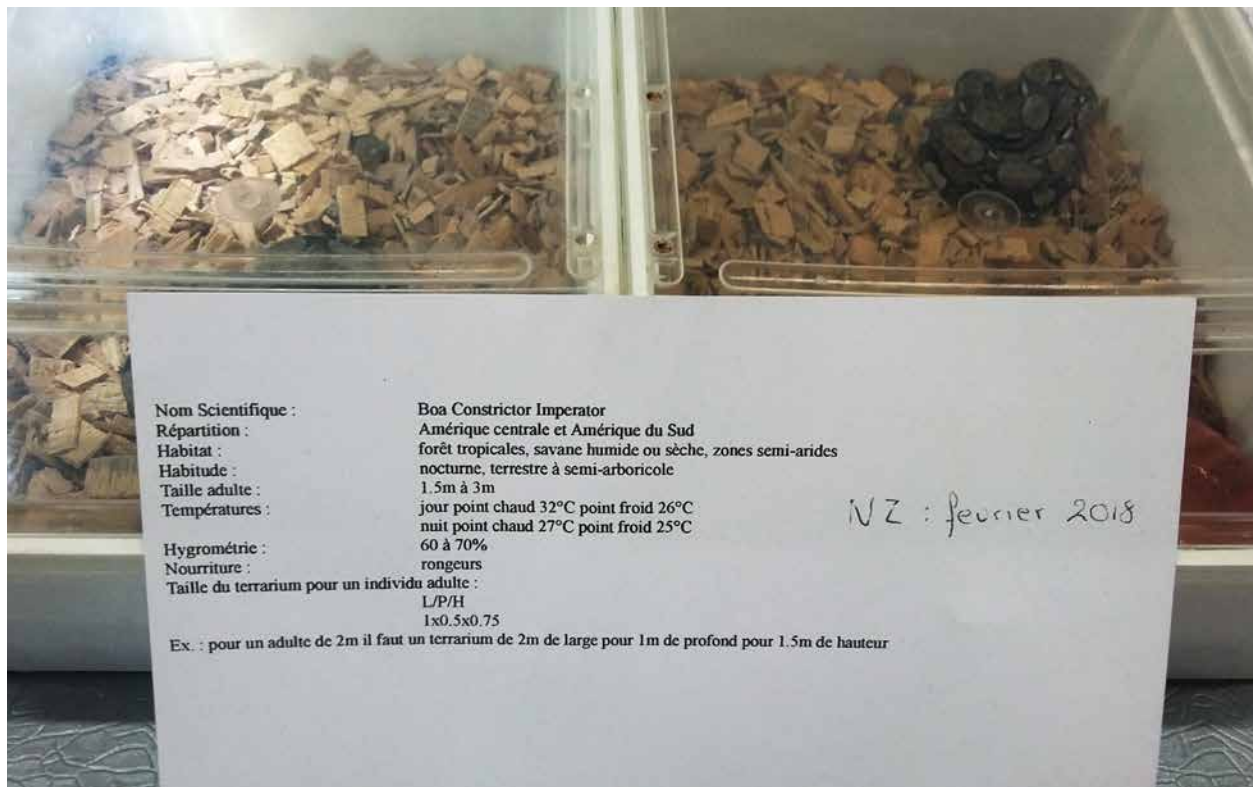 Nom Scientifique : Boa Constrictor Imperator
Répartition : Amérique centrale et Amérique du Sud
Habitat : forêt tropicales, savane humide ou sèche, zones semi-arides
Habitude : nocturne, terrestre à semi-arboricole
Taille adulte : 1.5m à 3m
Températures : jour point chaud 32°C point froid 26°C
nuit point chaud 27°C point froid 25°C
NZ : fevrier 2018
Hygrométrie : 60 à 70%
Nourriture : rongeurs
Taille du terrarium pour un individu adulte :
L/P/H
1x0.5x0.75
Ex. : pour un adulte de 2m il faut un terrarium de 2m de large pour 1m de profond pour 1.5m de hauteur